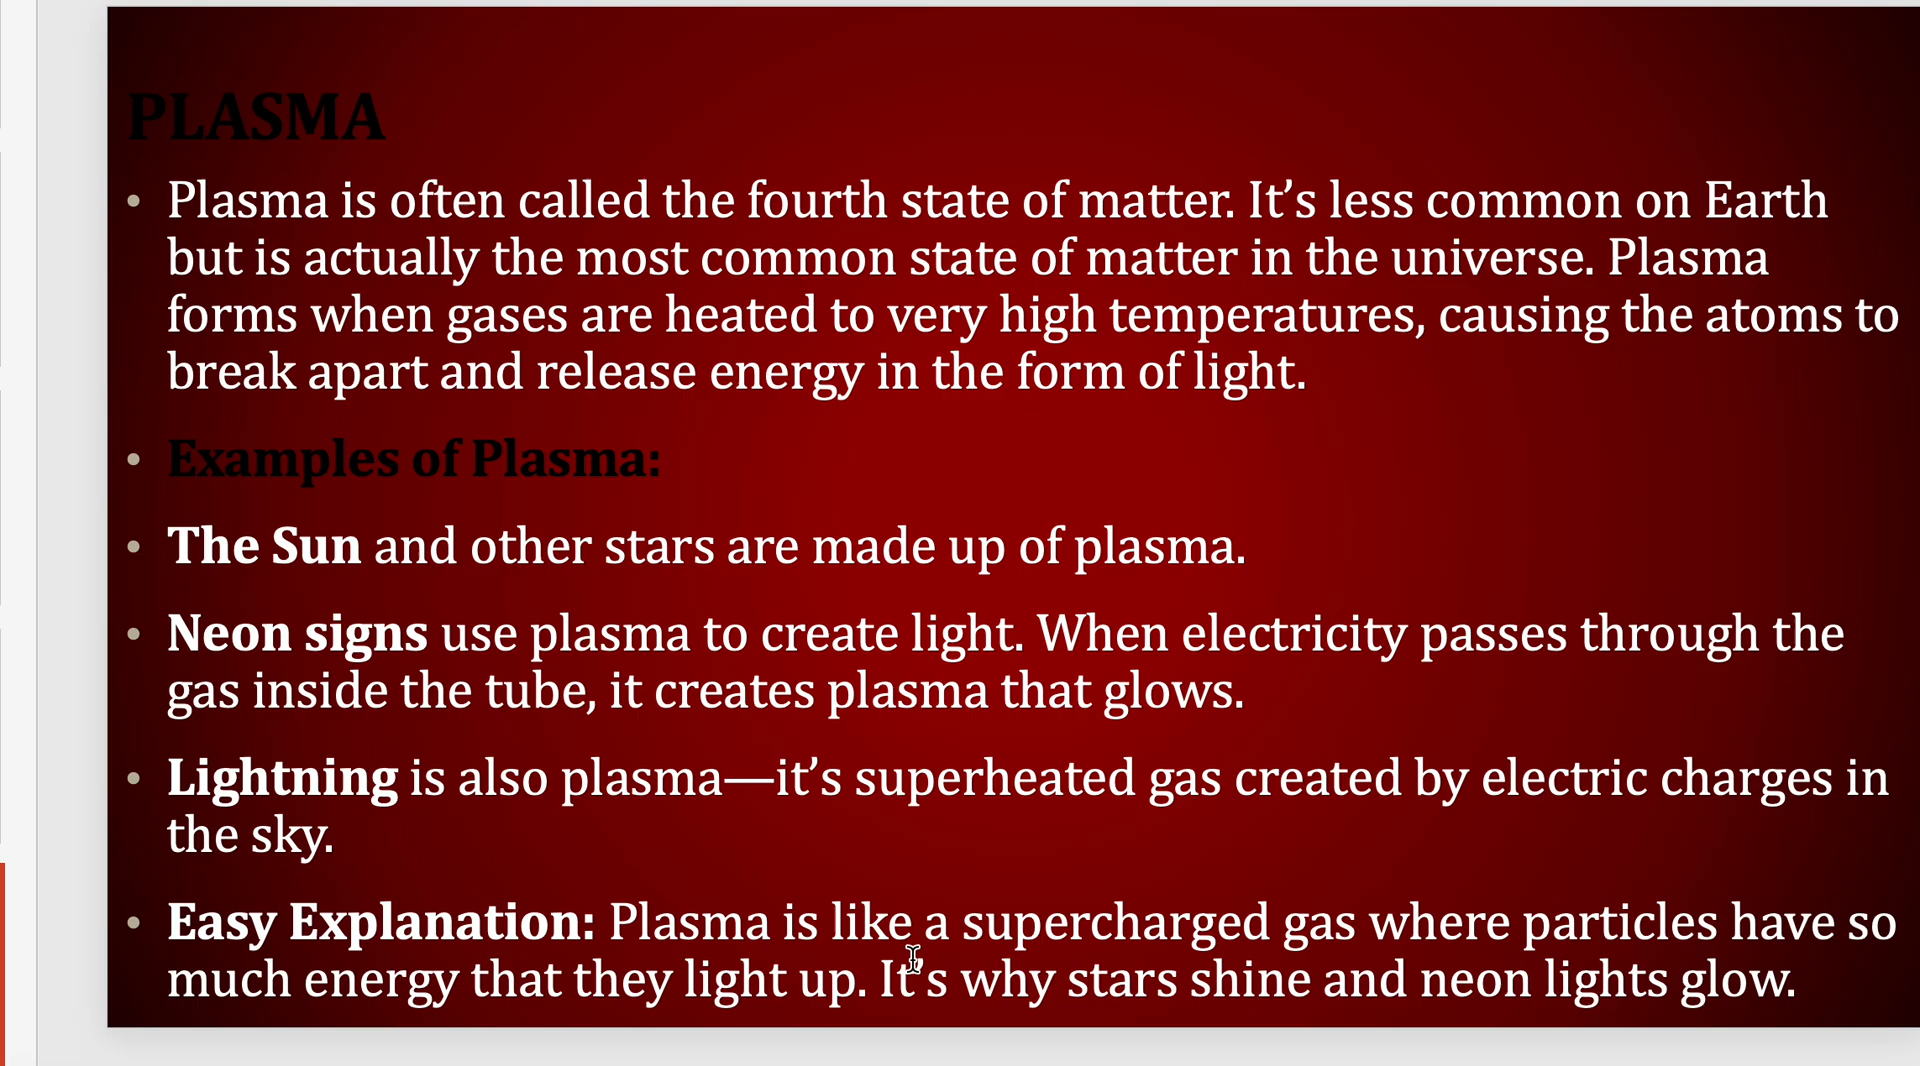 PLASMA
• Plasma is often called the fourth state of matter. It’s less common on Earth
but is actually the most common state of matter in the universe. Plasma
forms when gases are heated to very high temperatures, causing the atoms to
break apart and release energy in the form of light.
• Examples of Plasma:
• The Sun and other stars are made up of plasma.
• Neon signs use plasma to create light. When electricity passes through the
gas inside the tube, it creates plasma that glows.
• Lightning is also plasma—it’s superheated gas created by electric charges in
the sky.
• Easy Explanation: Plasma is like a supercharged gas where particles have so
much energy that they light up. It’s why stars shine and neon lights glow.